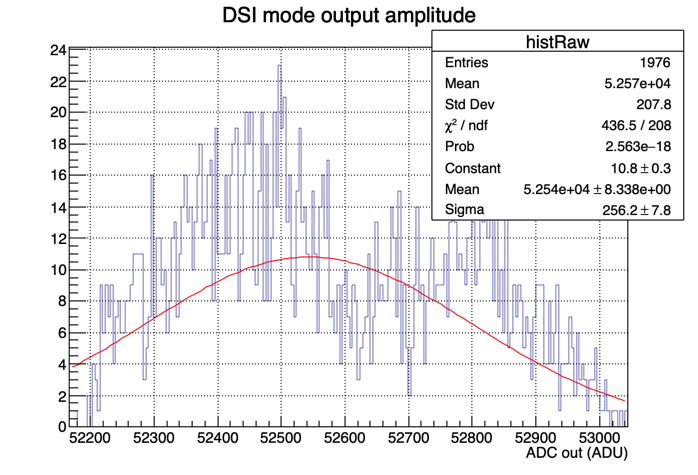 DSI mode output amplitude
histRaw
Entries 1976
Mean 5.257e+04
Std Dev 207.8
χ² / ndf 436.5 / 208
Prob 2.563e−18
Constant 10.8 ± 0.3
Mean 5.254e+04 ± 8.338e+00
Sigma 256.2 ± 7.8
24
22
20
18
16
14
12
10
8
6
4
2
0
52200 52300 52400 52500 52600 52700 52800 52900 53000
ADC out (ADU)